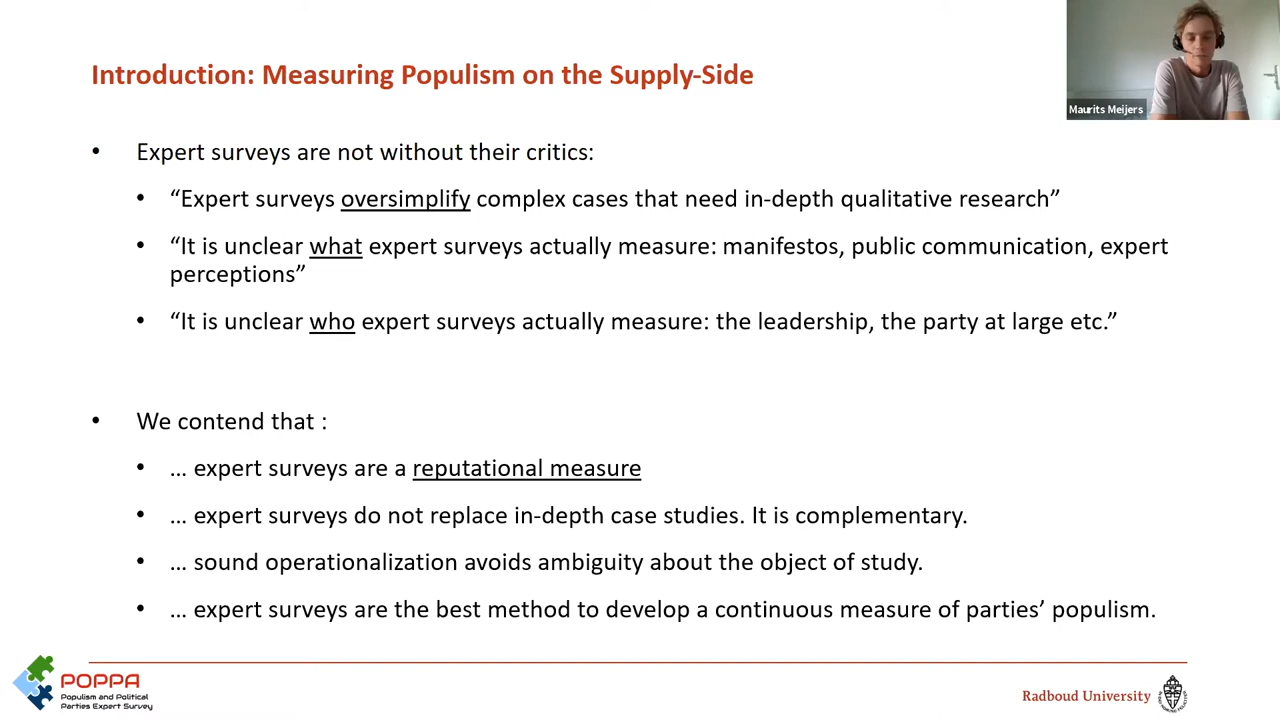 Introduction: Measuring Populism on the Supply-Side
Maurits Meijers
• Expert surveys are not without their critics:
• “Expert surveys oversimplify complex cases that need in-depth qualitative research”
• “It is unclear what expert surveys actually measure: manifestos, public communication, expert
perceptions”
• “It is unclear who expert surveys actually measure: the leadership, the party at large etc.”
• We contend that :
• … expert surveys are a reputational measure
• … expert surveys do not replace in-depth case studies. It is complementary.
• … sound operationalization avoids ambiguity about the object of study.
• … expert surveys are the best method to develop a continuous measure of parties’ populism.
POPPA
Populism and Political
Parties Expert Survey
Radboud University